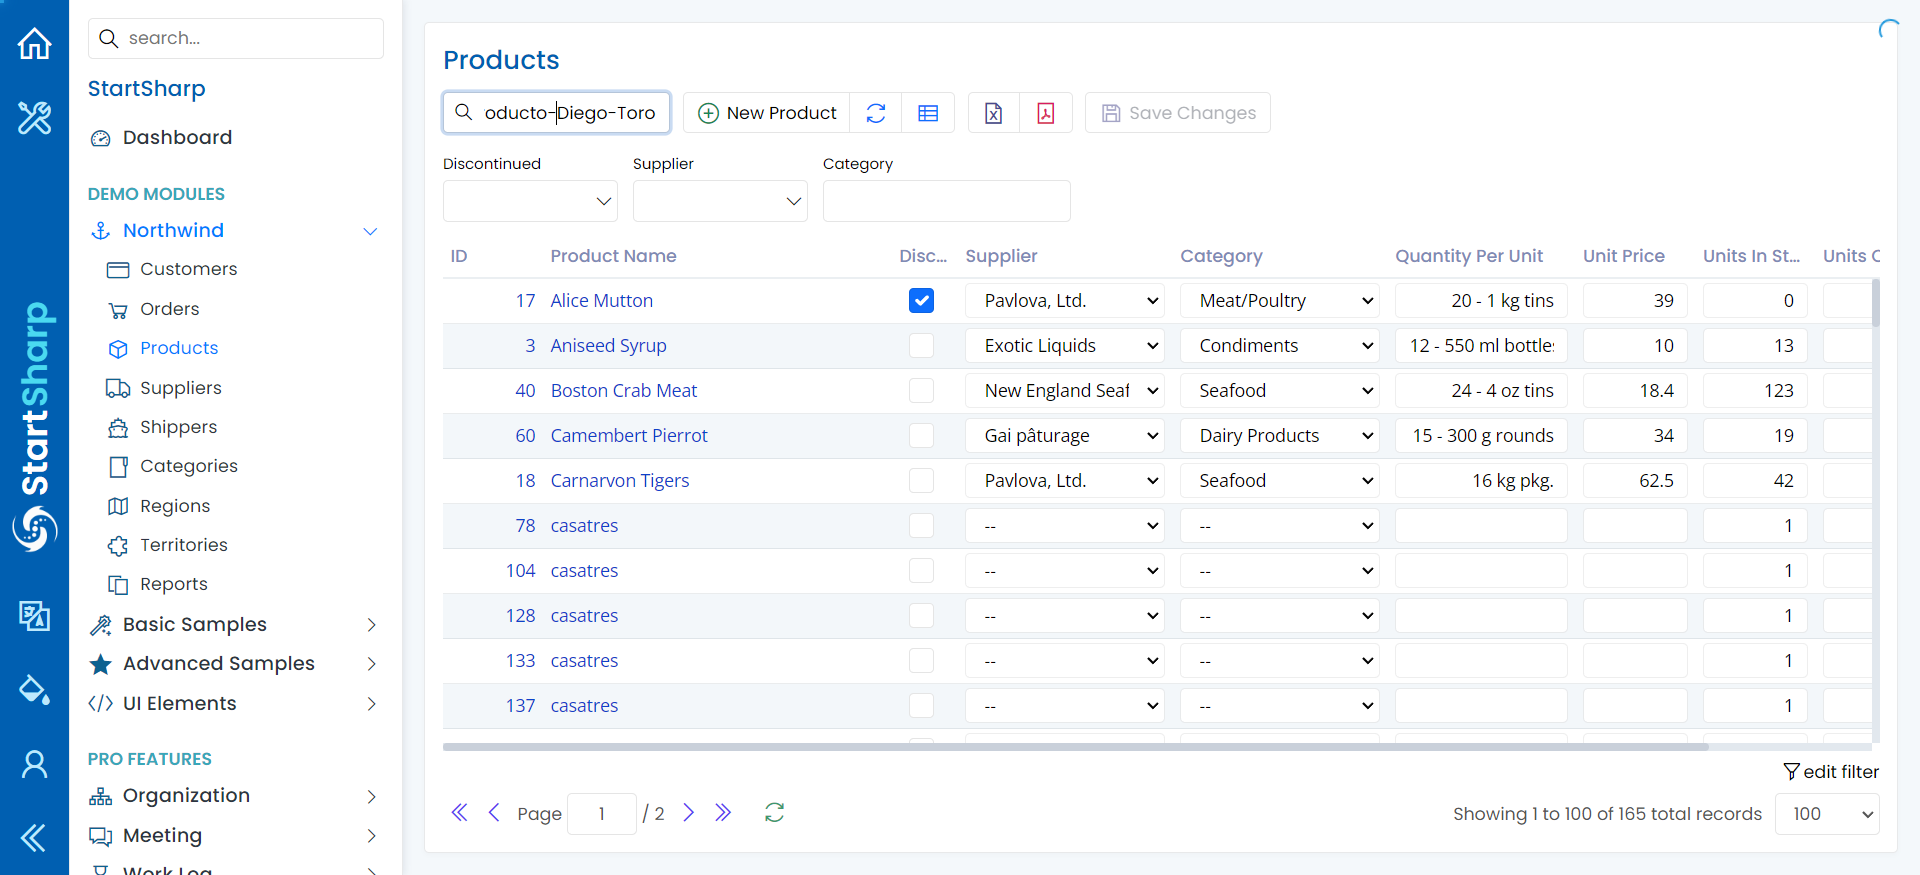 search...
StartSharp
Dashboard
DEMO MODULES
Northwind
Customers
Orders
Products
Suppliers
Shippers
Categories
Regions
Territories
Reports
Basic Samples
Advanced Samples
UI Elements
PRO FEATURES
Organization
Meeting
Work Log
StartSharp
Products
oducto-Diego-Toro
New Product
Save Changes
Discontinued Supplier Category
ID Product Name Disc... Supplier Category Quantity Per Unit Unit Price Units In St... Units
17 Alice Mutton Pavlova, Ltd. Meat/Poultry 20 - 1 kg tins 39 0
3 Aniseed Syrup Exotic Liquids Condiments 12 - 550 ml bottles 10 13
40 Boston Crab Meat New England Seaf Seafood 24 - 4 oz tins 18.4 123
60 Camembert Pierrot Gai pâturage Dairy Products 15 - 300 g rounds 34 19
18 Carnarvon Tigers Pavlova, Ltd. Seafood 16 kg pkg. 62.5 42
78 casatres -- -- 1
104 casatres -- -- 1
128 casatres -- -- 1
133 casatres -- -- 1
137 casatres -- -- 1
edit filter
Page 1 / 2
Showing 1 to 100 of 165 total records 100